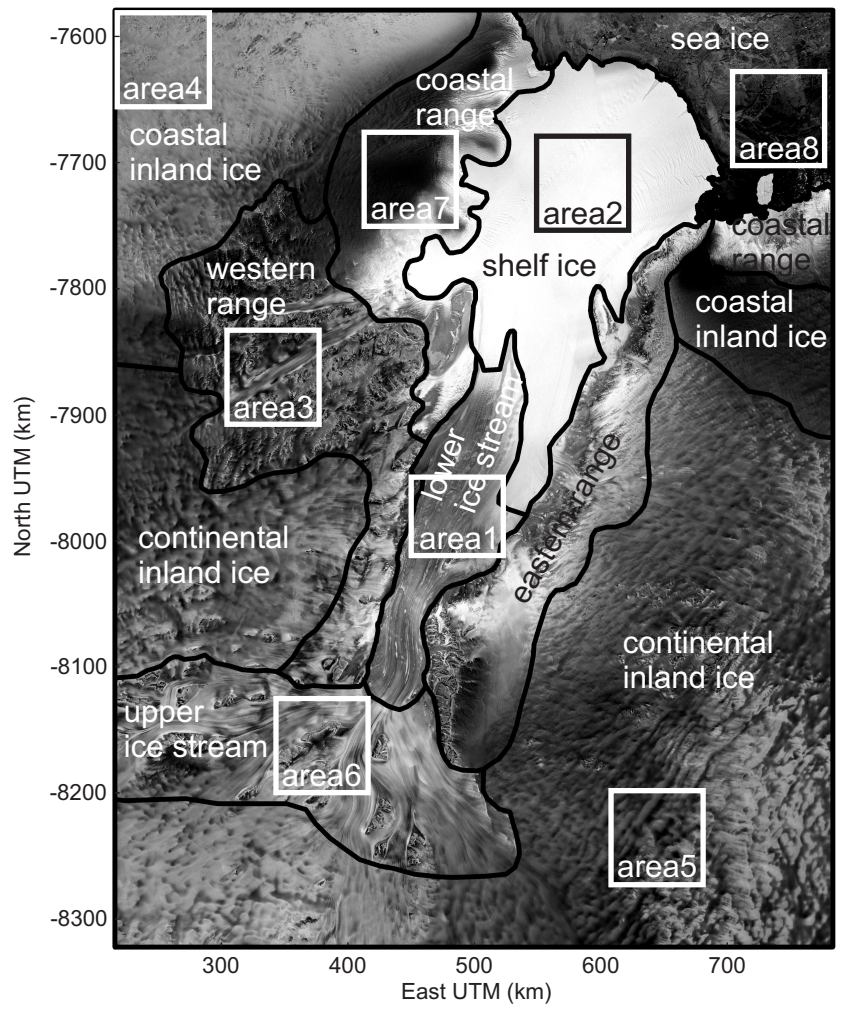 -7600
-7700
-7800
-7900
-8000
-8100
-8200
-8300
North UTM (km)
300
400
500
600
700
East UTM (km)
sea ice
area4
coastal
range
coastal
inland ice
area8
area7
area2
coastal
range
western
range
shelf ice
coastal
inland ice
area3
lower
ice stream
eastern range
area1
continental
inland ice
continental
inland ice
upper
ice stream
area6
area5